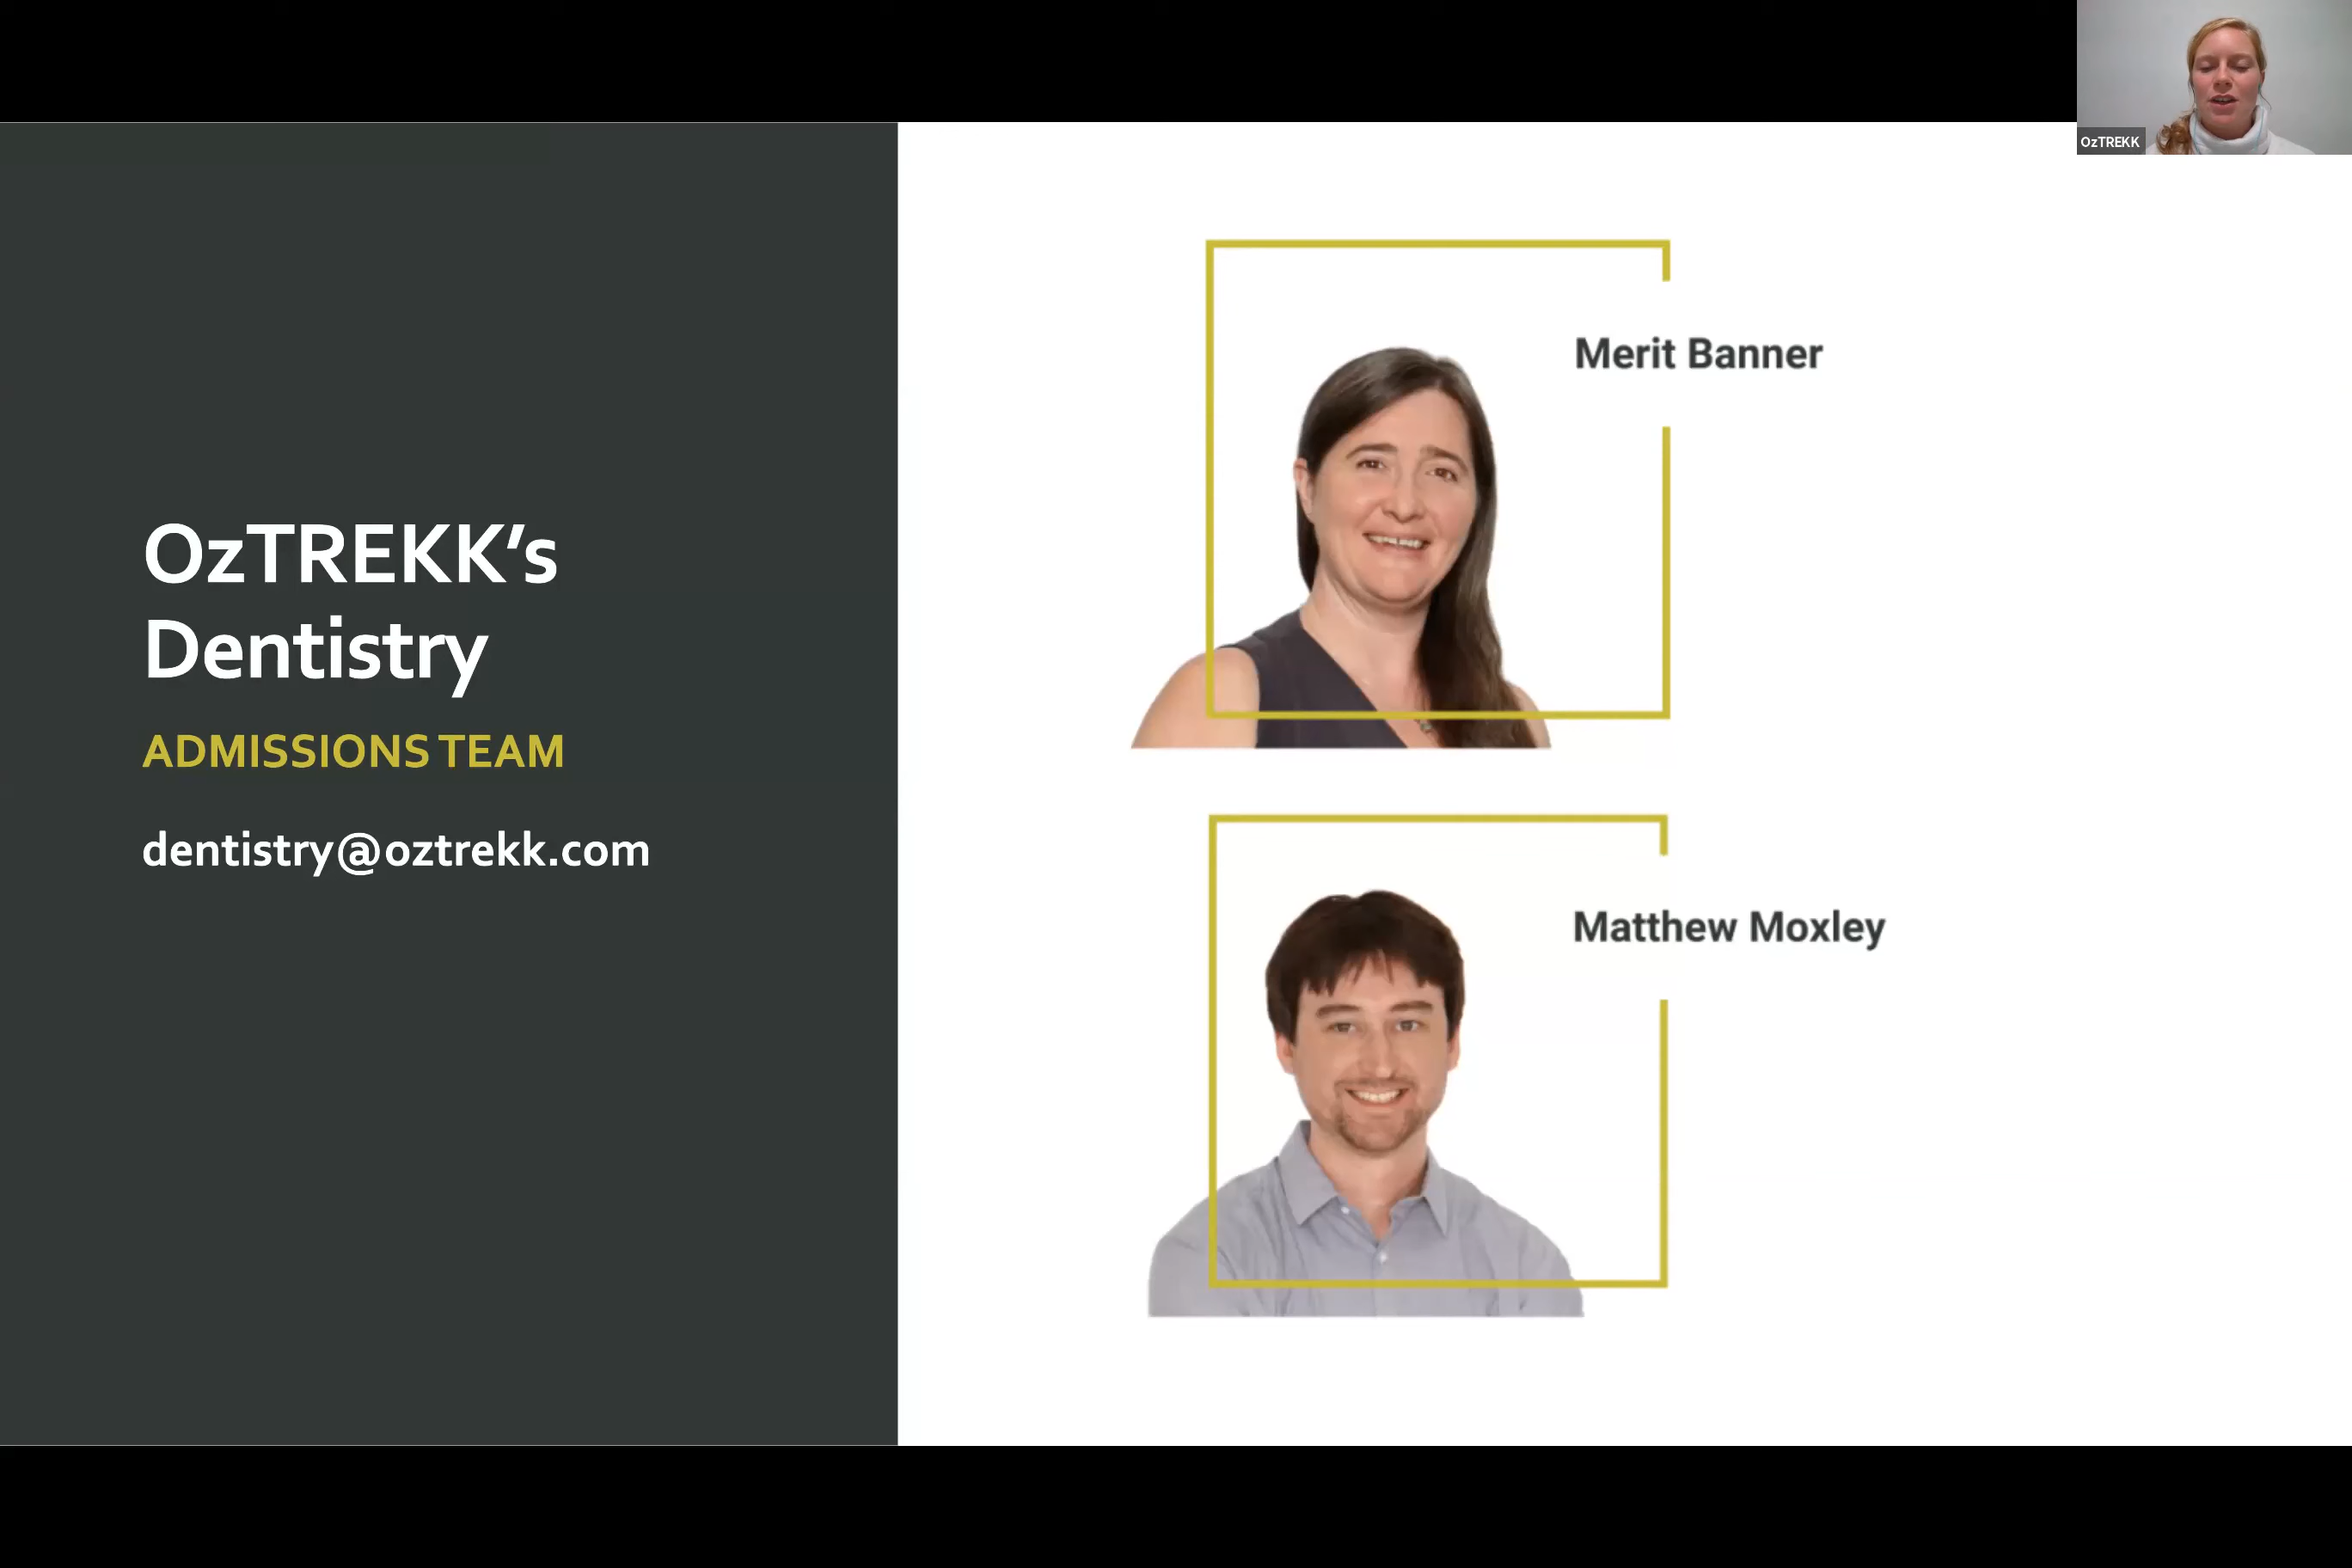 OzTREKK
OzTREKK’s
Dentistry
ADMISSIONS TEAM
dentistry@oztrekk.com
Merit Banner
Matthew Moxley